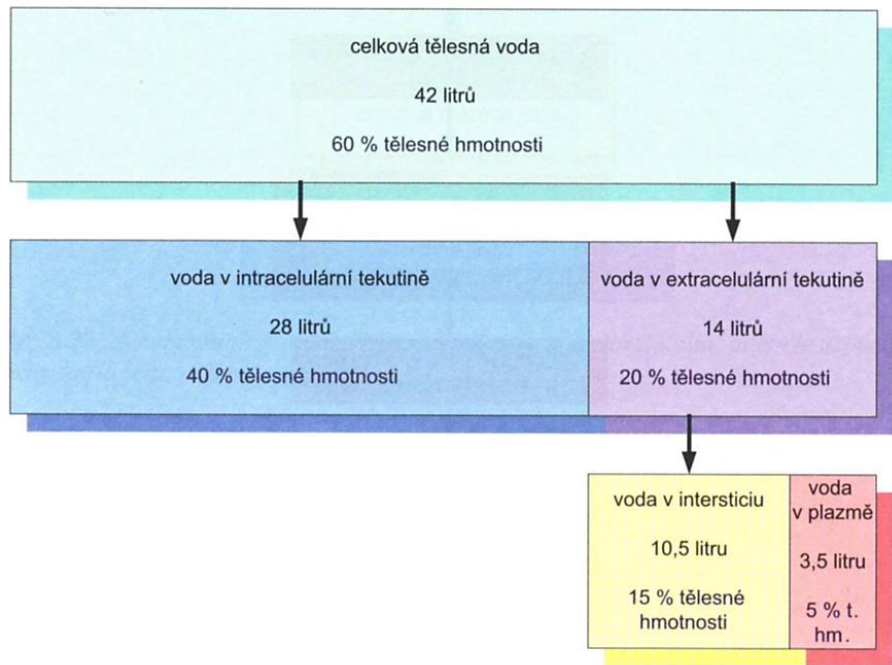 celková tělesná voda
42 litrů
60 % tělesné hmotnosti
voda v intracelulární tekutině
28 litrů
40 % tělesné hmotnosti
voda v extracelulární tekutině
14 litrů
20 % tělesné hmotnosti
voda v intersticiu
10,5 litru
15 % tělesné
hmotnosti
voda
v plazmě
3,5 litru
5 % t.
hm.